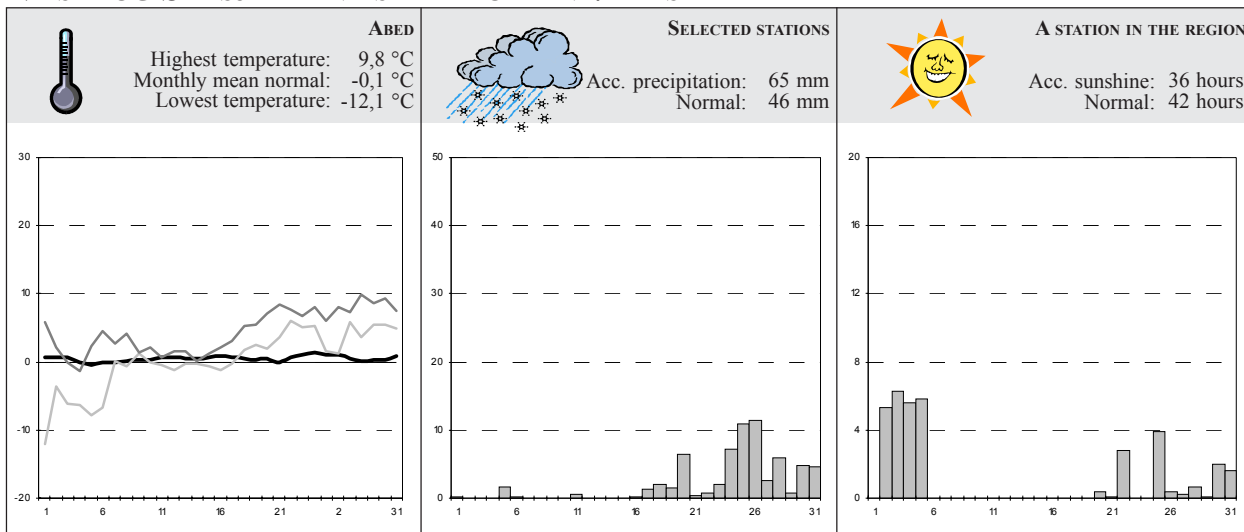 ABED
Highest temperature: 9,8 °C
Monthly mean normal: -0,1 °C
Lowest temperature: -12,1 °C
SELECTED STATIONS
Acc. precipitation: 65 mm
Normal: 46 mm
A STATION IN THE REGION
Acc. sunshine: 36 hours
Normal: 42 hours
30
20
10
0
-10
-20
1 6 11 16 21 2 31
50
40
30
20
10
0
1 6 11 16 21 26 31
20
16
12
8
4
0
1 6 11 16 21 26 31